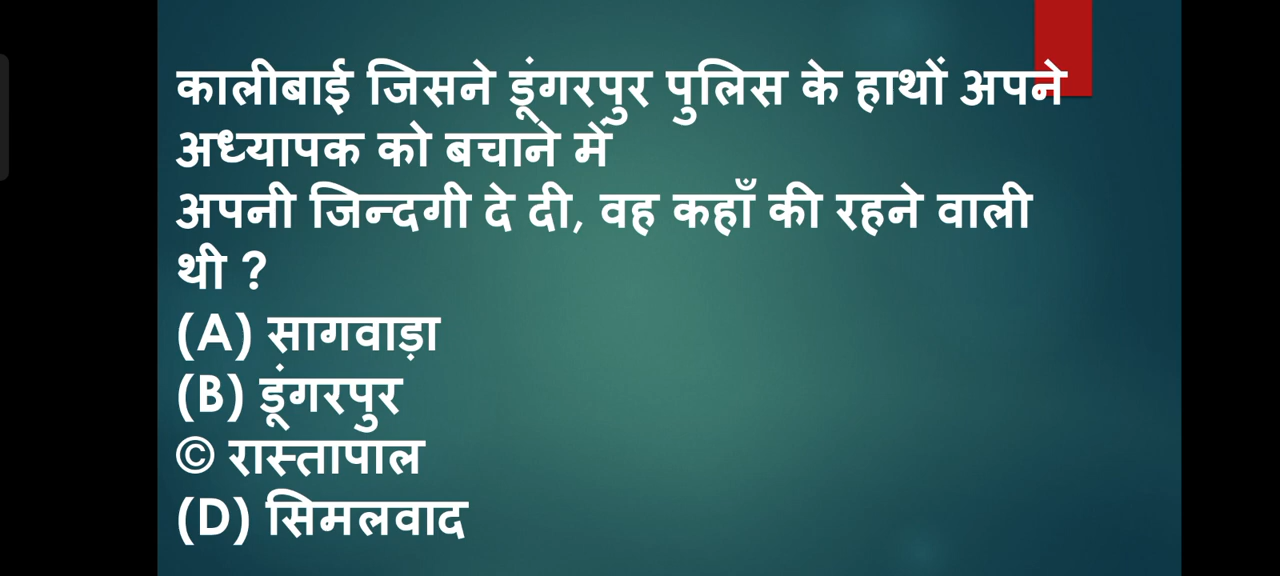 कालीबाई जिसने डूंगरपुर पुलिस के हाथों अपने
अध्यापक को बचाने में
अपनी जिन्दगी दे दी, वह कहाँ की रहने वाली
थी ?
(A) सागवाड़ा
(B) डूंगरपुर
© रास्तापाल
(D) सिमलवाद